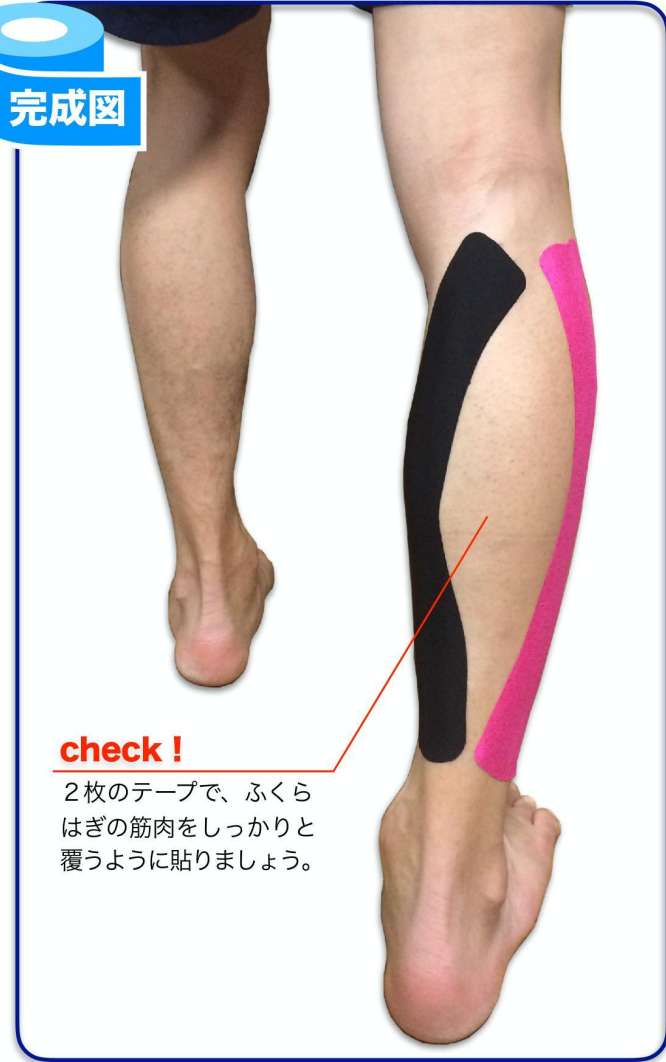 完成図
check！
２枚のテープで、ふくら
はぎの筋肉をしっかりと
覆うように貼りましょう。